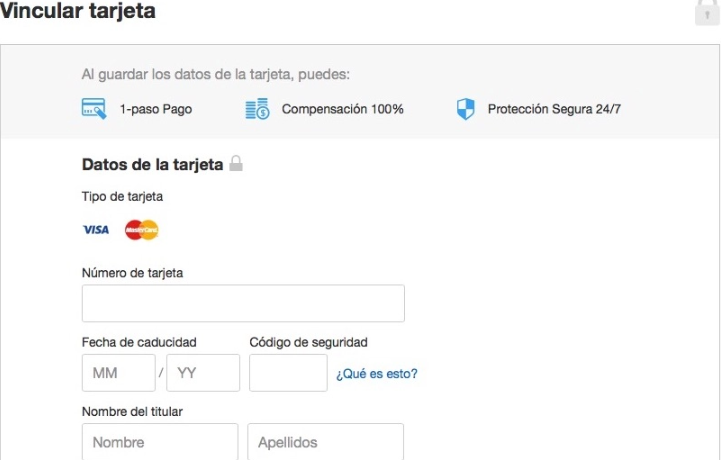 Vincular tarjeta
Al guardar los datos de la tarjeta, puedes:
1-paso Pago Compensación 100% Protección Segura 24/7
Datos de la tarjeta
Tipo de tarjeta
VISA MasterCard
Número de tarjeta
Fecha de caducidad Código de seguridad
MM / YY ¿Qué es esto?
Nombre del titular
Nombre Apellidos